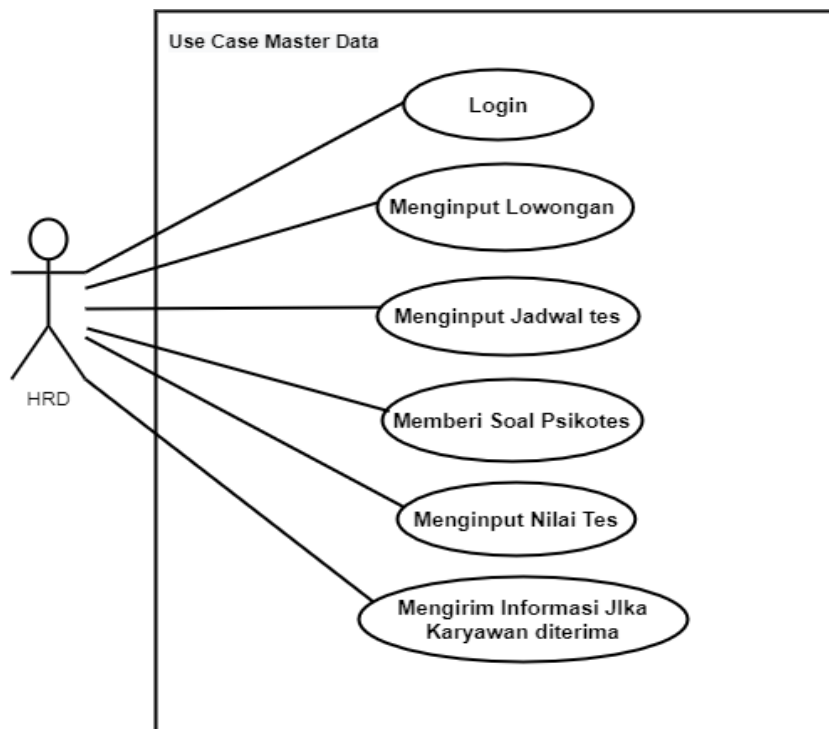 Use Case Master Data
Login
Menginput Lowongan
Menginput Jadwal tes
HRD
Memberi Soal Psikotes
Menginput Nilai Tes
Mengirim Informasi JIka
Karyawan diterima